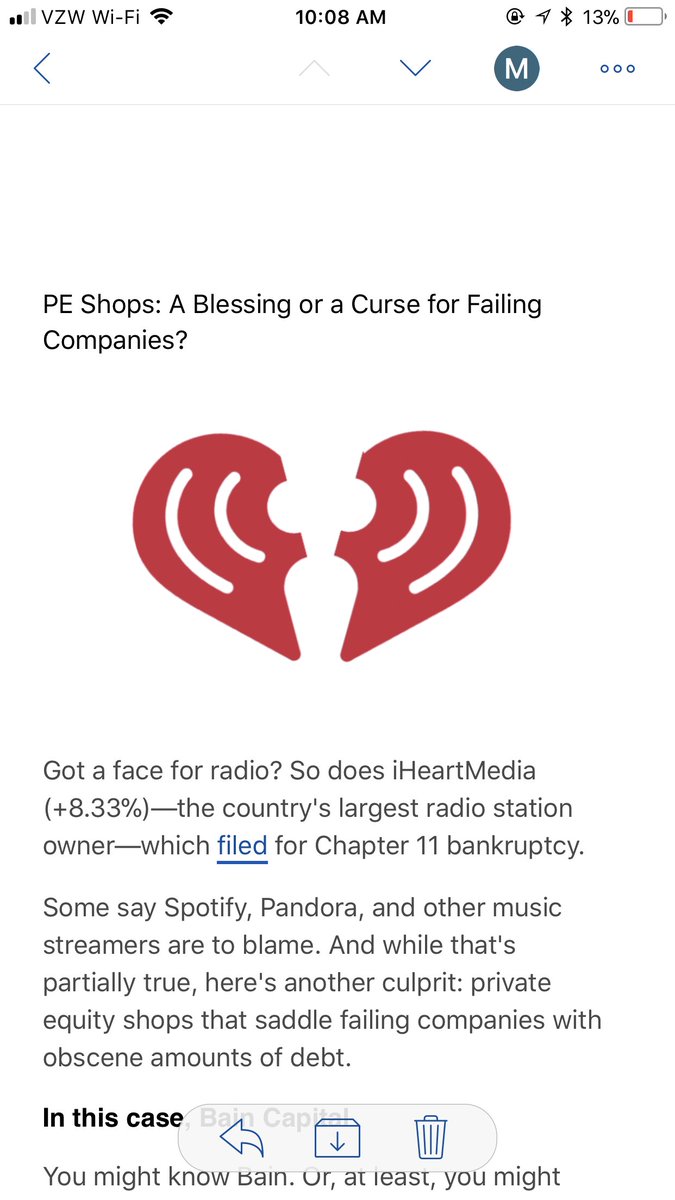 VZW Wi-Fi 10:08 AM 13%
M
PE Shops: A Blessing or a Curse for Failing
Companies?
Got a face for radio? So does iHeartMedia
(+8.33%)—the country's largest radio station
owner—which filed for Chapter 11 bankruptcy.
Some say Spotify, Pandora, and other music
streamers are to blame. And while that's
partially true, here's another culprit: private
equity shops that saddle failing companies with
obscene amounts of debt.
In this case, Bain Capital
You might know Bain. Or, at least, you might